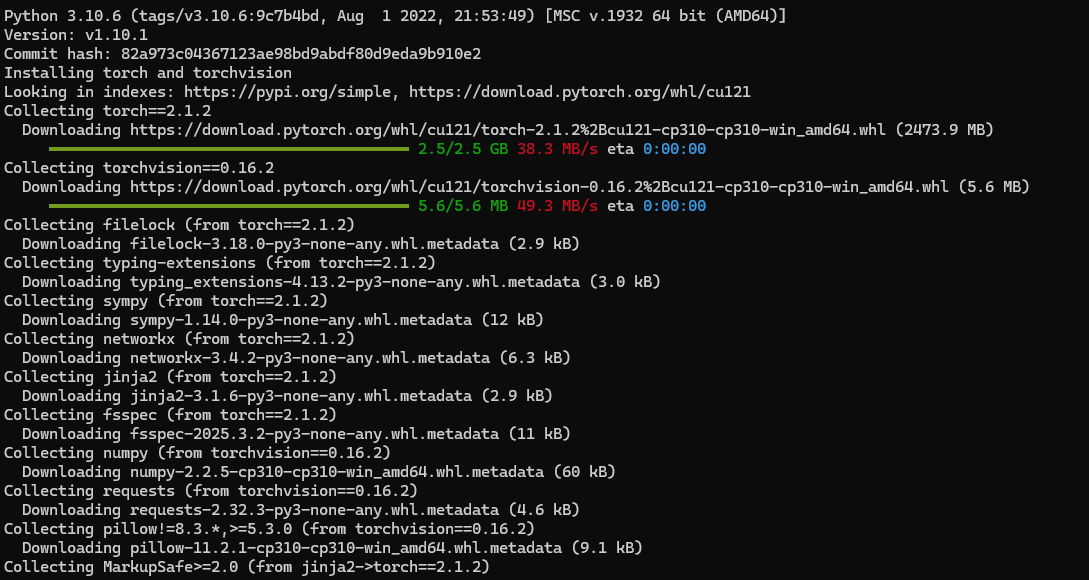 Python 3.10.6 (tags/v3.10.6:9c7b4bd, Aug  1 2022, 21:53:49) [MSC v.1932 64 bit (AMD64)]
Version: v1.10.1
Commit hash: 82a973c04367123ae98bd9abdf80d9eda9b910e2
Installing torch and torchvision
Looking in indexes: https://pypi.org/simple, https://download.pytorch.org/whl/cu121
Collecting torch==2.1.2
  Downloading https://download.pytorch.org/whl/cu121/torch-2.1.2%2Bcu121-cp310-cp310-win_amd64.whl (2473.9 MB)
2.5/2.5 GB 38.3 MB/s eta 0:00:00
Collecting torchvision==0.16.2
  Downloading https://download.pytorch.org/whl/cu121/torchvision-0.16.2%2Bcu121-cp310-cp310-win_amd64.whl (5.6 MB)
5.6/5.6 MB 49.3 MB/s eta 0:00:00
Collecting filelock (from torch==2.1.2)
  Downloading filelock-3.18.0-py3-none-any.whl.metadata (2.9 kB)
Collecting typing-extensions (from torch==2.1.2)
  Downloading typing_extensions-4.13.2-py3-none-any.whl.metadata (3.0 kB)
Collecting sympy (from torch==2.1.2)
  Downloading sympy-1.14.0-py3-none-any.whl.metadata (12 kB)
Collecting networkx (from torch==2.1.2)
  Downloading networkx-3.4.2-py3-none-any.whl.metadata (6.3 kB)
Collecting jinja2 (from torch==2.1.2)
  Downloading jinja2-3.1.6-py3-none-any.whl.metadata (2.9 kB)
Collecting fsspec (from torch==2.1.2)
  Downloading fsspec-2025.3.2-py3-none-any.whl.metadata (11 kB)
Collecting numpy (from torchvision==0.16.2)
  Downloading numpy-2.2.5-cp310-cp310-win_amd64.whl.metadata (60 kB)
Collecting requests (from torchvision==0.16.2)
  Downloading requests-2.32.3-py3-none-any.whl.metadata (4.6 kB)
Collecting pillow!=8.3.*,>=5.3.0 (from torchvision==0.16.2)
  Downloading pillow-11.2.1-cp310-cp310-win_amd64.whl.metadata (9.1 kB)
Collecting MarkupSafe>=2.0 (from jinja2->torch==2.1.2)